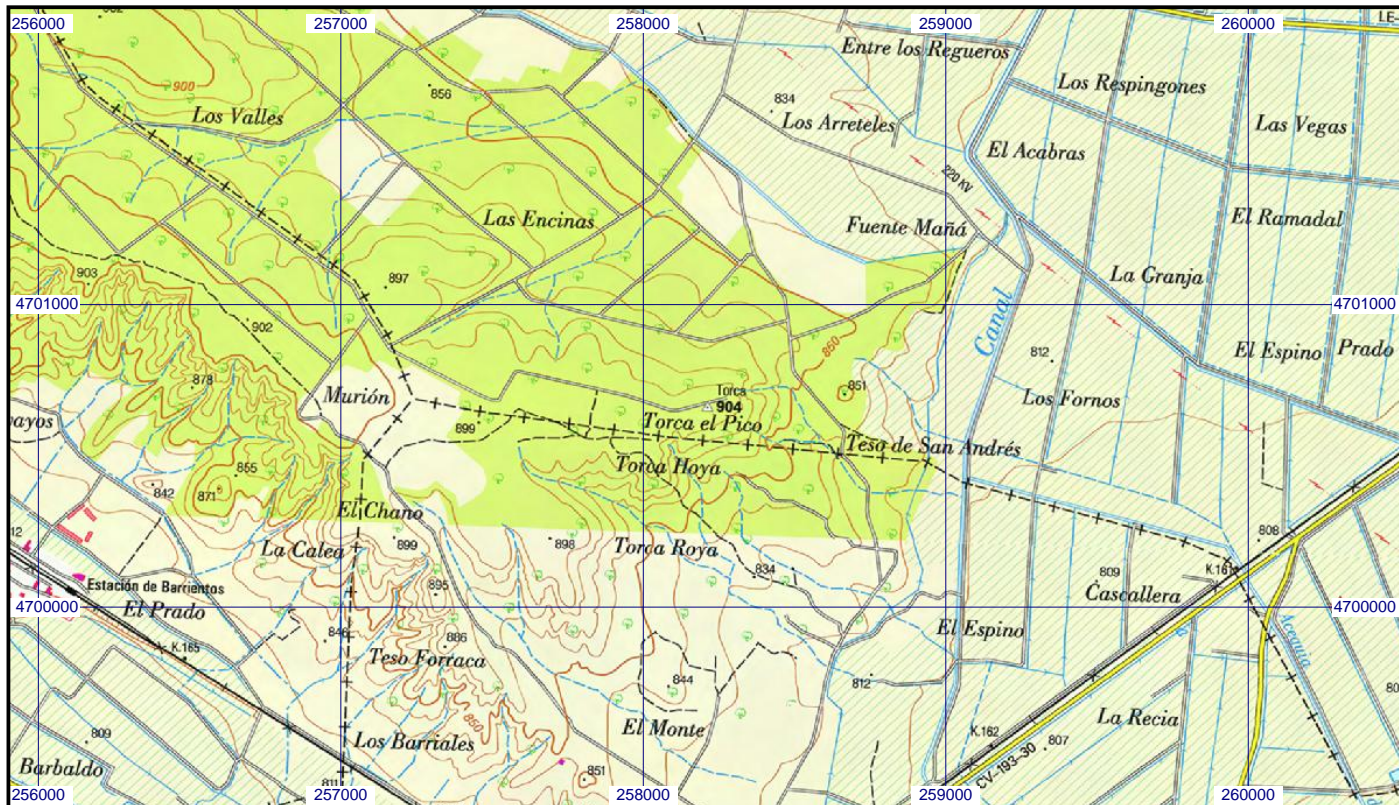 256000
257000
258000
259000
260000
LE-
Entre los Regueros
900
856
Los Respingones
834
Los Valles
Los Arreteles
Las Vegas
El Acabras
220 KV
Las Encinas
El Ramadal
Fuente Mañá
903
897
La Granja
4701000
4701000
902
Canal
850
812
El Espino
Prado
878
851
Murión
Torca
904
Los Fornos
ayos
899
Torca el Pico
Teso de San Andrés
855
Torca Hoya
842
871
El Chano
12
899
898
808
La Calea
Torca Roya
834
809
K.161
Estación de Barrientos
895
Cascallera
El Prado
4700000
4700000
846
El Espino
Acequia
886
K.165
Teso Forraca
844
812
80
850
La Recia
El Monte
809
Los Barriales
K.162
807
Barbaldo
811
851
CV-193-30
256000
257000
258000
259000
260000